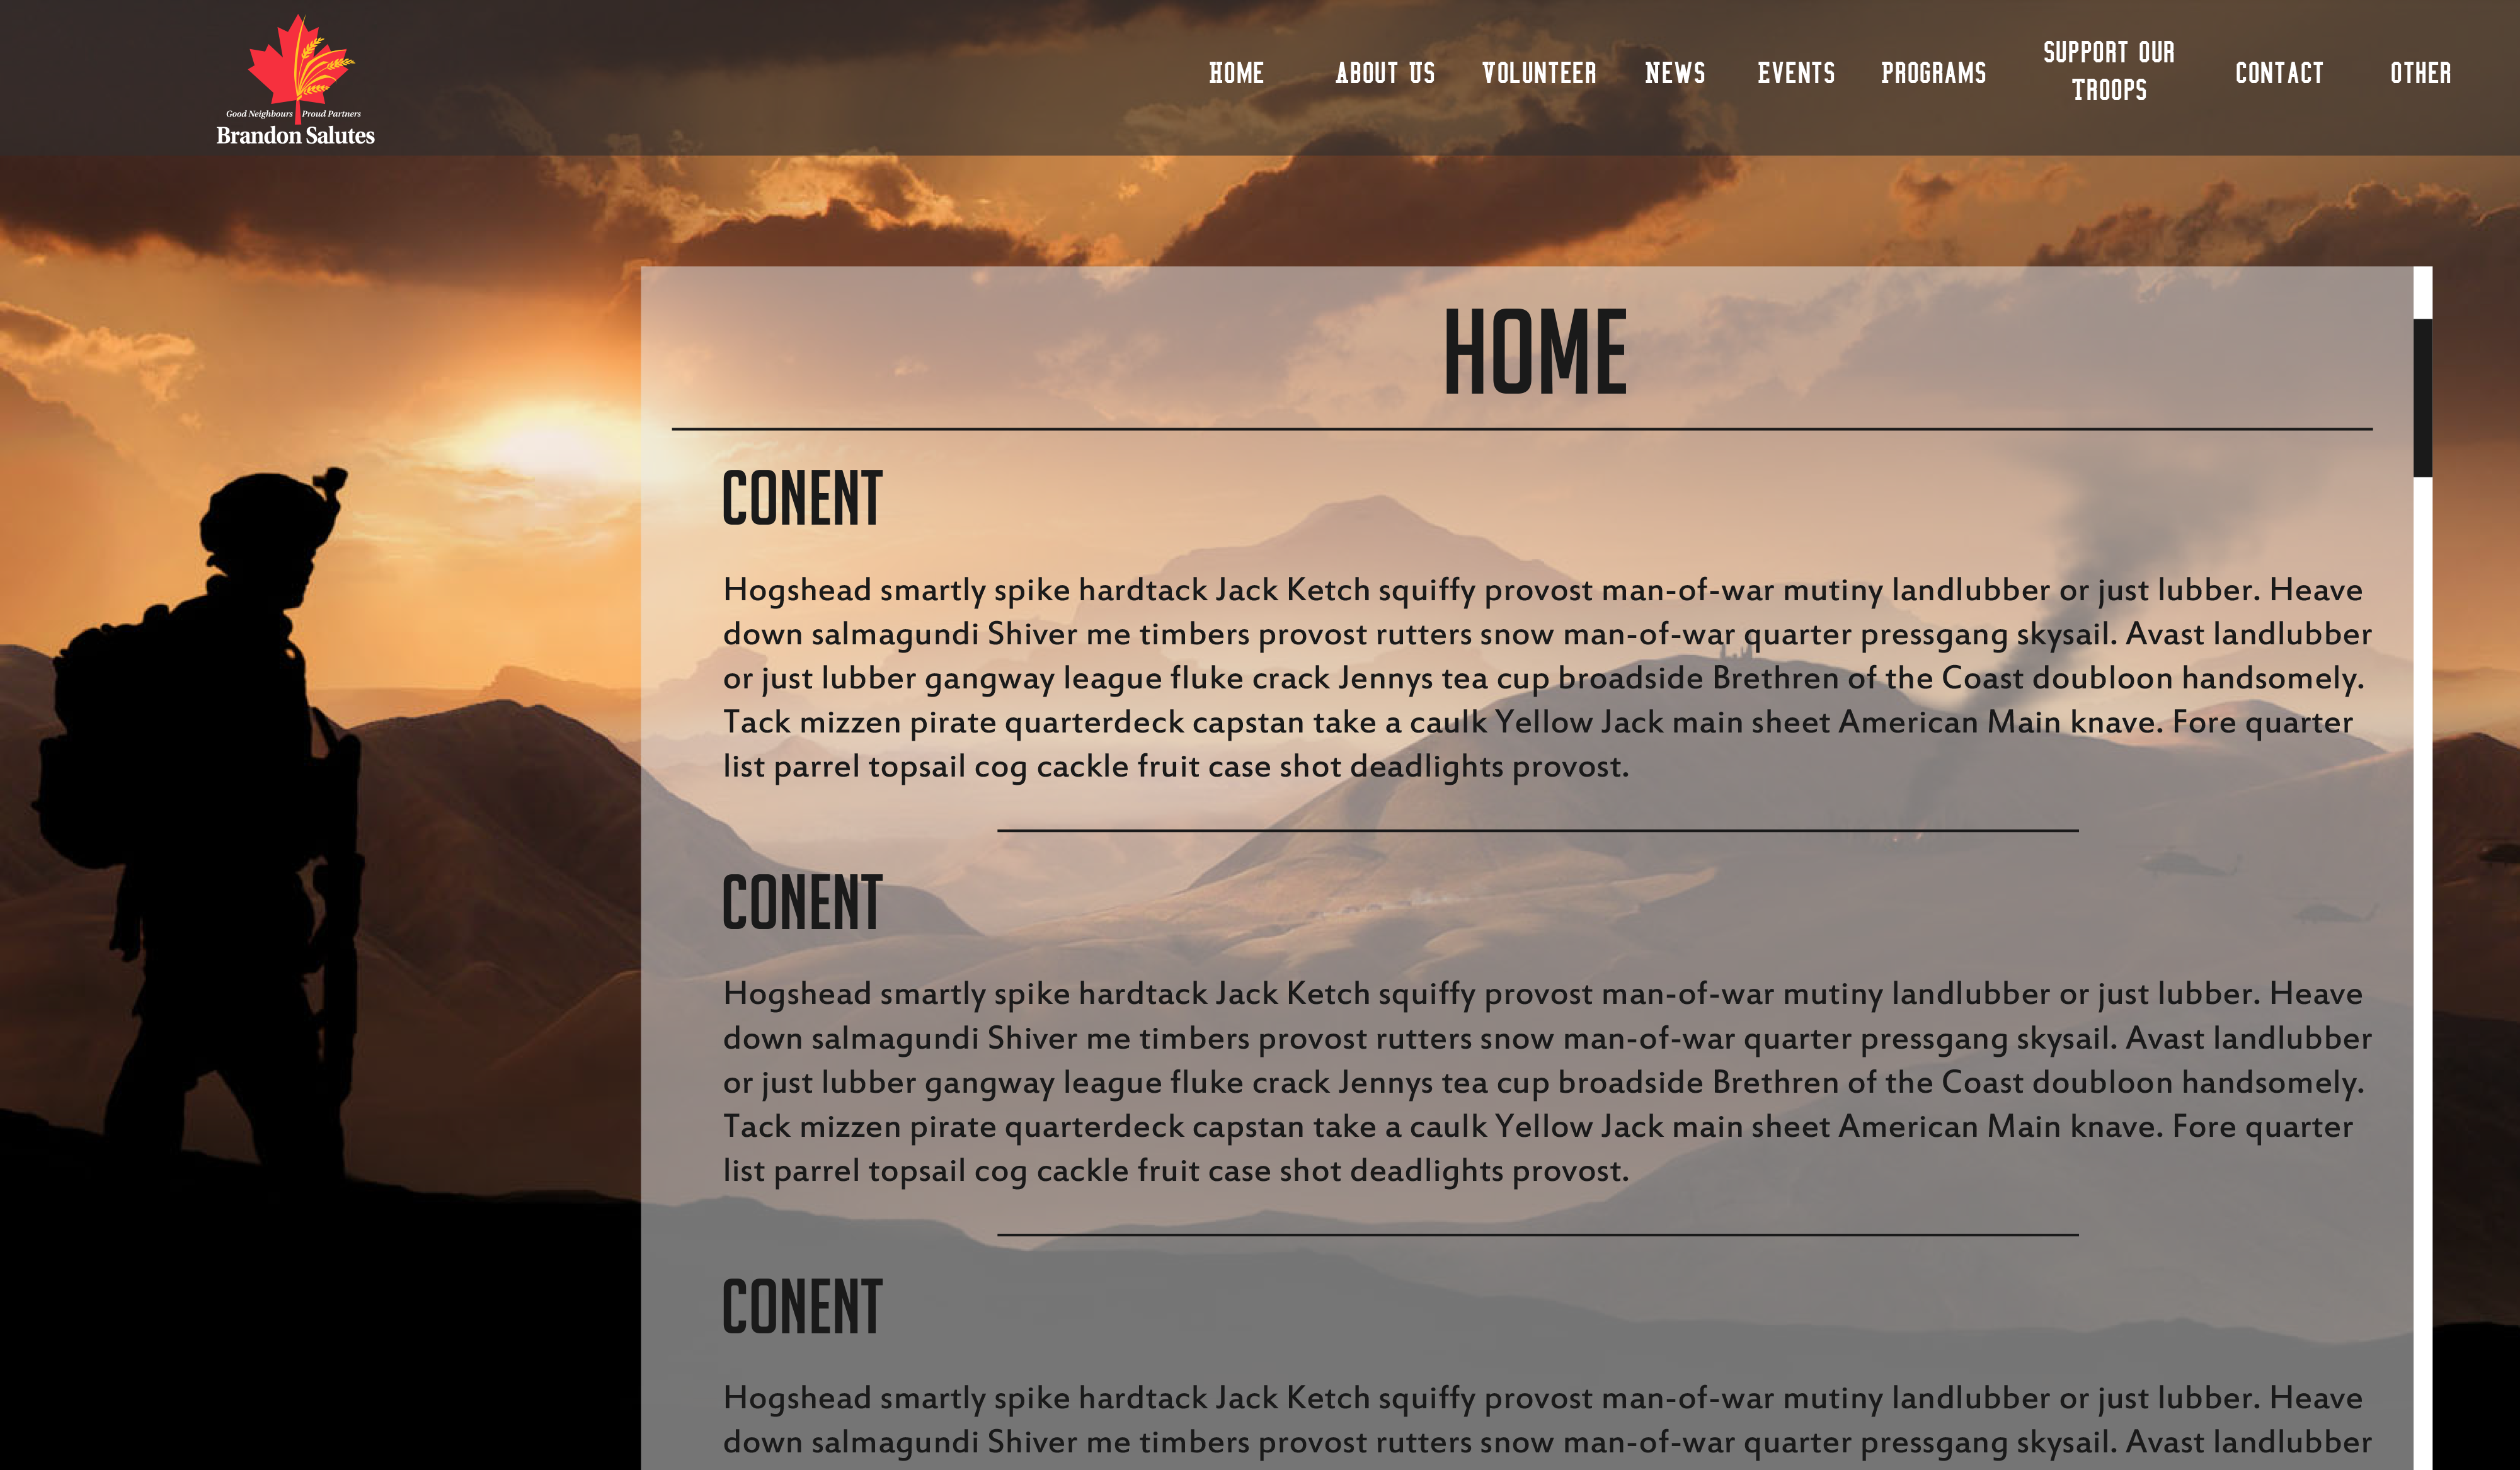 Good Neighbours Proud Partners
Brandon Salutes
HOME
ABOUT US
VOLUNTEER
NEWS
EVENTS
PROGRAMS
SUPPORT OUR
TROOPS
CONTACT
OTHER
HOME
CONENT
Hogshead smartly spike hardtack Jack Ketch squiffy provost man-of-war mutiny landlubber or just lubber. Heave
down salmagundi Shiver me timbers provost rutters snow man-of-war quarter pressgang skysail. Avast landlubber
or just lubber gangway league fluke crack Jennys tea cup broadside Brethren of the Coast doubloon handsomely.
Tack mizzen pirate quarterdeck capstan take a caulk Yellow Jack main sheet American Main knave. Fore quarter
list parrel topsail cog cackle fruit case shot deadlights provost.
CONENT
Hogshead smartly spike hardtack Jack Ketch squiffy provost man-of-war mutiny landlubber or just lubber. Heave
down salmagundi Shiver me timbers provost rutters snow man-of-war quarter pressgang skysail. Avast landlubber
or just lubber gangway league fluke crack Jennys tea cup broadside Brethren of the Coast doubloon handsomely.
Tack mizzen pirate quarterdeck capstan take a caulk Yellow Jack main sheet American Main knave. Fore quarter
list parrel topsail cog cackle fruit case shot deadlights provost.
CONENT
Hogshead smartly spike hardtack Jack Ketch squiffy provost man-of-war mutiny landlubber or just lubber. Heave
down salmagundi Shiver me timbers provost rutters snow man-of-war quarter pressgang skysail. Avast landlubber